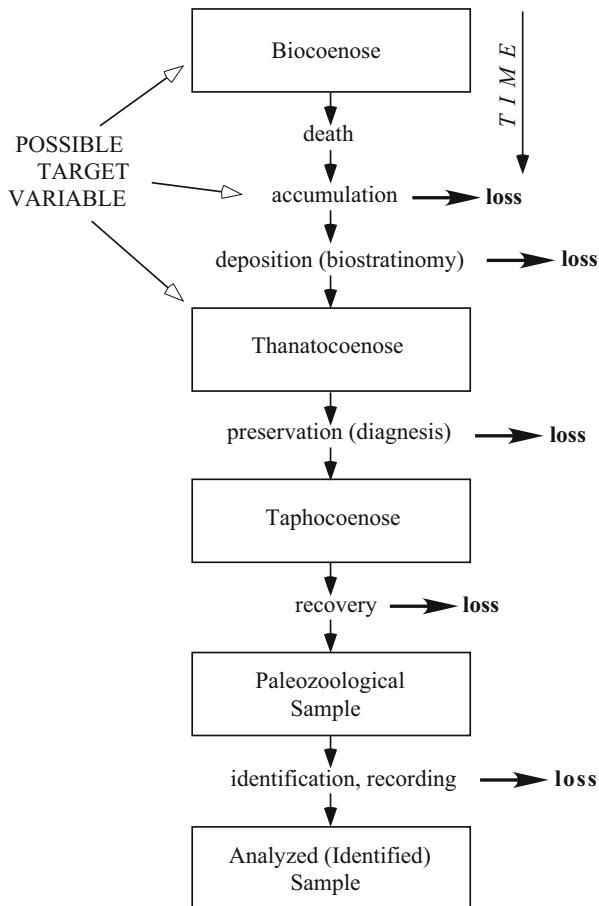 Biocoenose
TIME
death
POSSIBLE
TARGET
VARIABLE
accumulation
loss
deposition (biostratinomy)
loss
Thanatocoenose
preservation (diagnesis)
loss
Taphocoenose
recovery
loss
Paleozoological
Sample
identification, recording
loss
Analyzed (Identified)
Sample